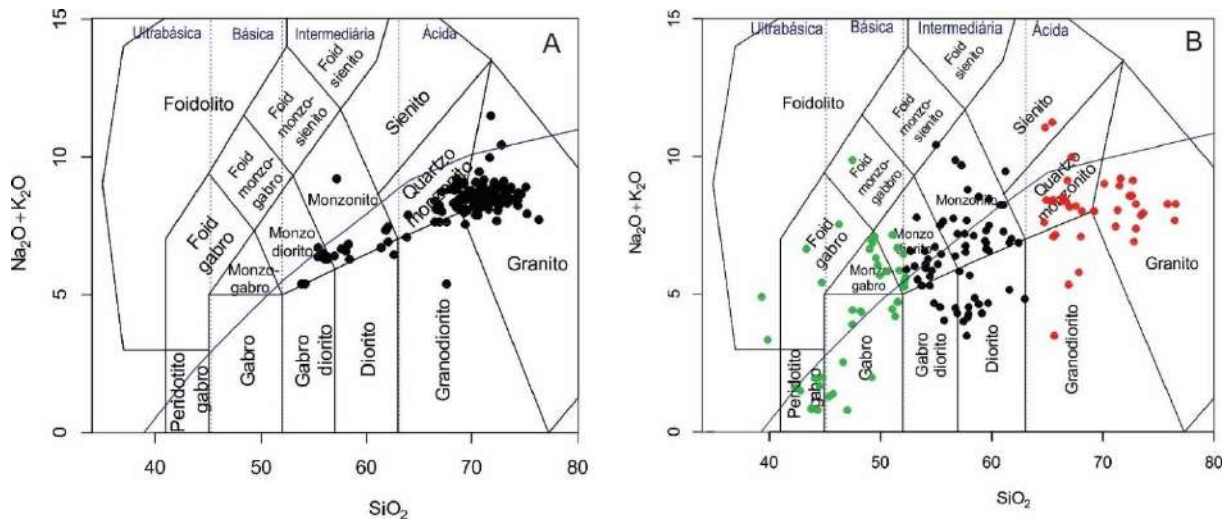 Ultrabásica Básica Intermediária Ácida
A
Foidolito
Foid
monzo-
sienito
Foid
sienito
Sienito
Foid
monzo-
gabbro
Foid
gabro
Monzo-
gabro
Monzo
diorito
Monzonito
Quartzo
monzonito
Peridotito
gabro
Gabro
Gabro
diorito
Diorito
Granodiorito
Granito
Na₂O+K₂O
0 5 10 15
40 50 60 70 80
SiO₂
Ultrabásica Básica Intermediária Ácida
B
Foidolito
Foid
monzo-
sienito
Foid
sienito
Sienito
Foid
monzo-
gabbro
Foid
gabro
Monzo-
gabro
Monzo
diorito
Monzonito
Quartzo
monzonito
Peridotito
gabro
Gabro
Gabro
diorito
Diorito
Granodiorito
Granito
Na₂O+K₂O
0 5 10 15
40 50 60 70 80
SiO₂